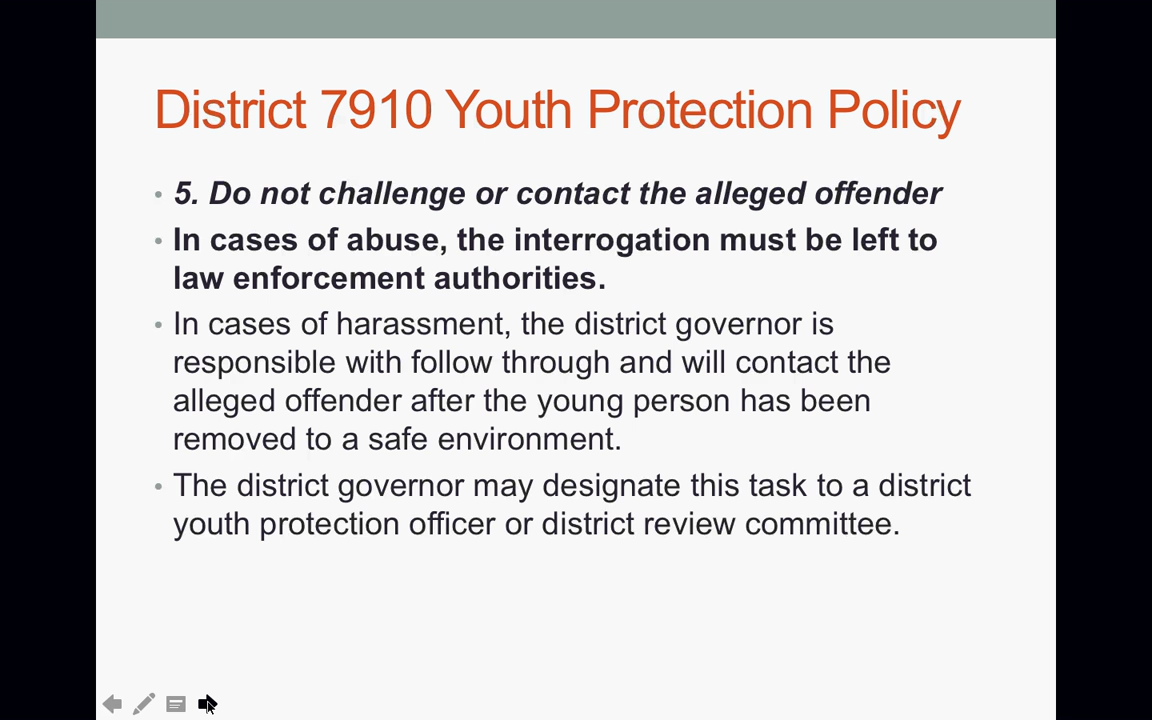 District 7910 Youth Protection Policy
• 5. Do not challenge or contact the alleged offender
• In cases of abuse, the interrogation must be left to
law enforcement authorities.
• In cases of harassment, the district governor is
responsible with follow through and will contact the
alleged offender after the young person has been
removed to a safe environment.
• The district governor may designate this task to a district
youth protection officer or district review committee.